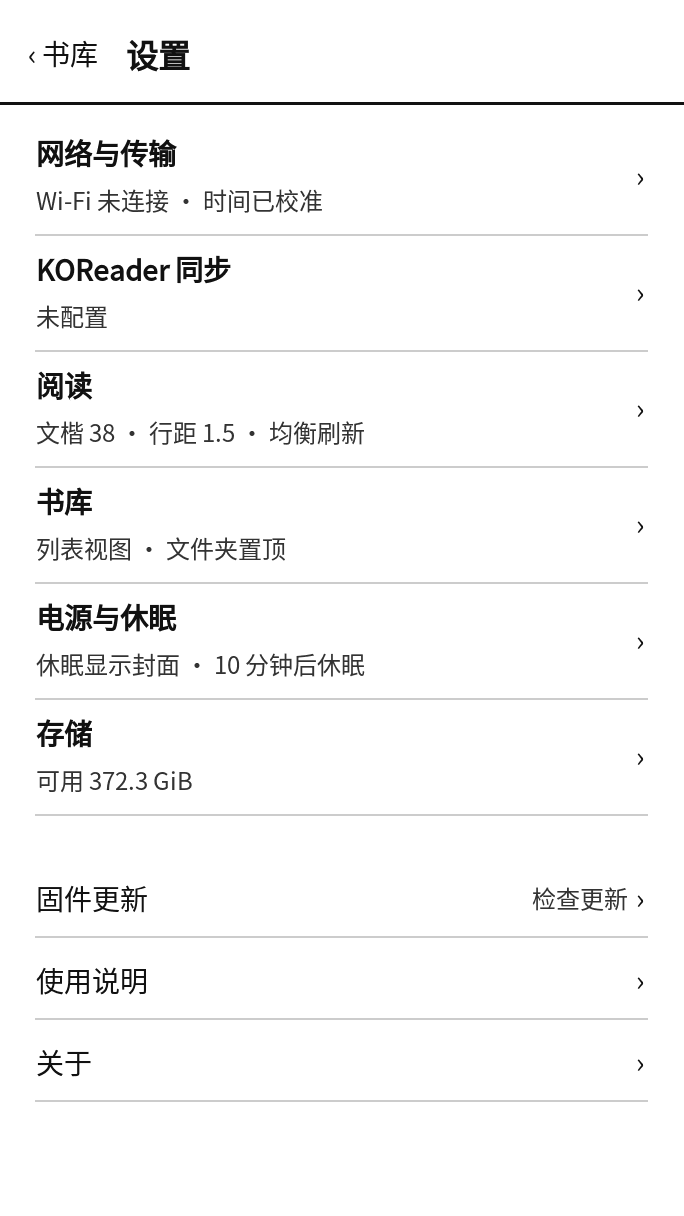 ‹ 书库 设置
网络与传输
Wi-Fi 未连接 · 时间已校准 ›
KOReader 同步
未配置 ›
阅读
文楷 38 · 行距 1.5 · 均衡刷新 ›
书库
列表视图 · 文件夹置顶 ›
电源与休眠
休眠显示封面 · 10 分钟后休眠 ›
存储
可用 372.3 GiB ›
固件更新 检查更新 ›
使用说明 ›
关于 ›